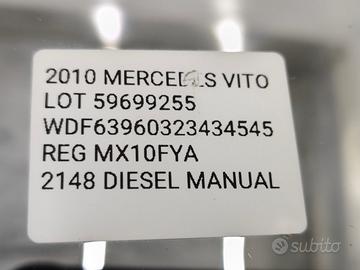 2010 MERCEDES VITO
LOT 59699255
WDF63960323434545
REG MX10FYA
2148 DIESEL MANUAL
subito